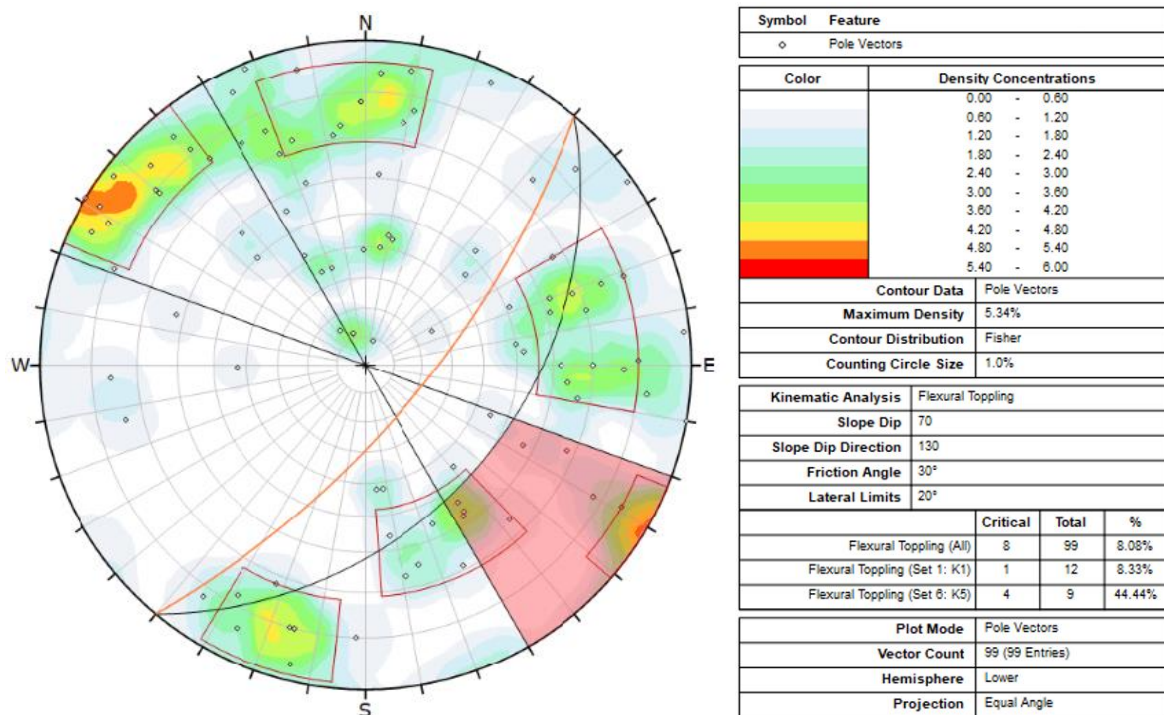 N
W
E
S
Symbol Feature
Pole Vectors
Color Density Concentrations
0.00 - 0.60
0.60 - 1.20
1.20 - 1.80
1.80 - 2.40
2.40 - 3.00
3.00 - 3.60
3.60 - 4.20
4.20 - 4.80
4.80 - 5.40
5.40 - 6.00
Contour Data Pole Vectors
Maximum Density 5.34%
Contour Distribution Fisher
Counting Circle Size 1.0%
Kinematic Analysis Flexural Toppling
Slope Dip 70
Slope Dip Direction 130
Friction Angle 30°
Lateral Limits 20°
Critical Total %
Flexural Toppling (All) 8 99 8.08%
Flexural Toppling (Set 1: K1) 1 12 8.33%
Flexural Toppling (Set 6: K5) 4 9 44.44%
Plot Mode Pole Vectors
Vector Count 99 (99 Entries)
Hemisphere Lower
Projection Equal Angle